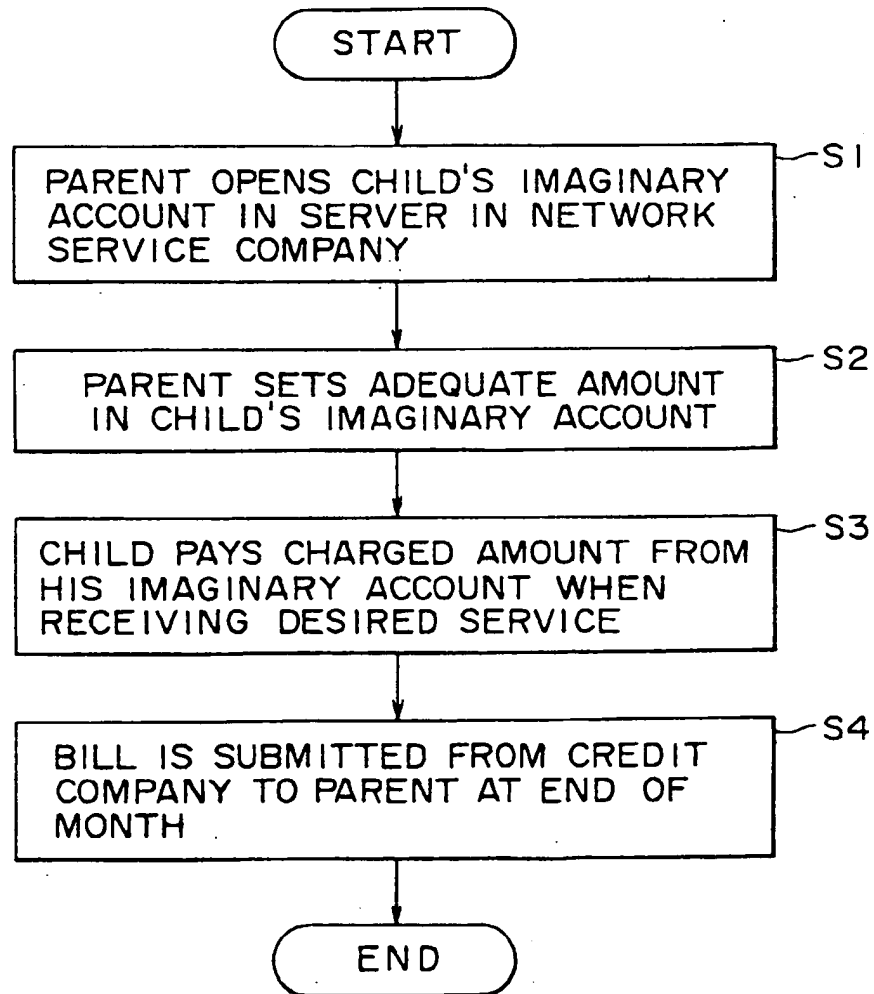 START
S1
PARENT OPENS CHILD'S IMAGINARY
ACCOUNT IN SERVER IN NETWORK
SERVICE COMPANY
S2
PARENT SETS ADEQUATE AMOUNT
IN CHILD'S IMAGINARY ACCOUNT
S3
CHILD PAYS CHARGED AMOUNT FROM
HIS IMAGINARY ACCOUNT WHEN
RECEIVING DESIRED SERVICE
S4
BILL IS SUBMITTED FROM CREDIT
COMPANY TO PARENT AT END OF
MONTH
END